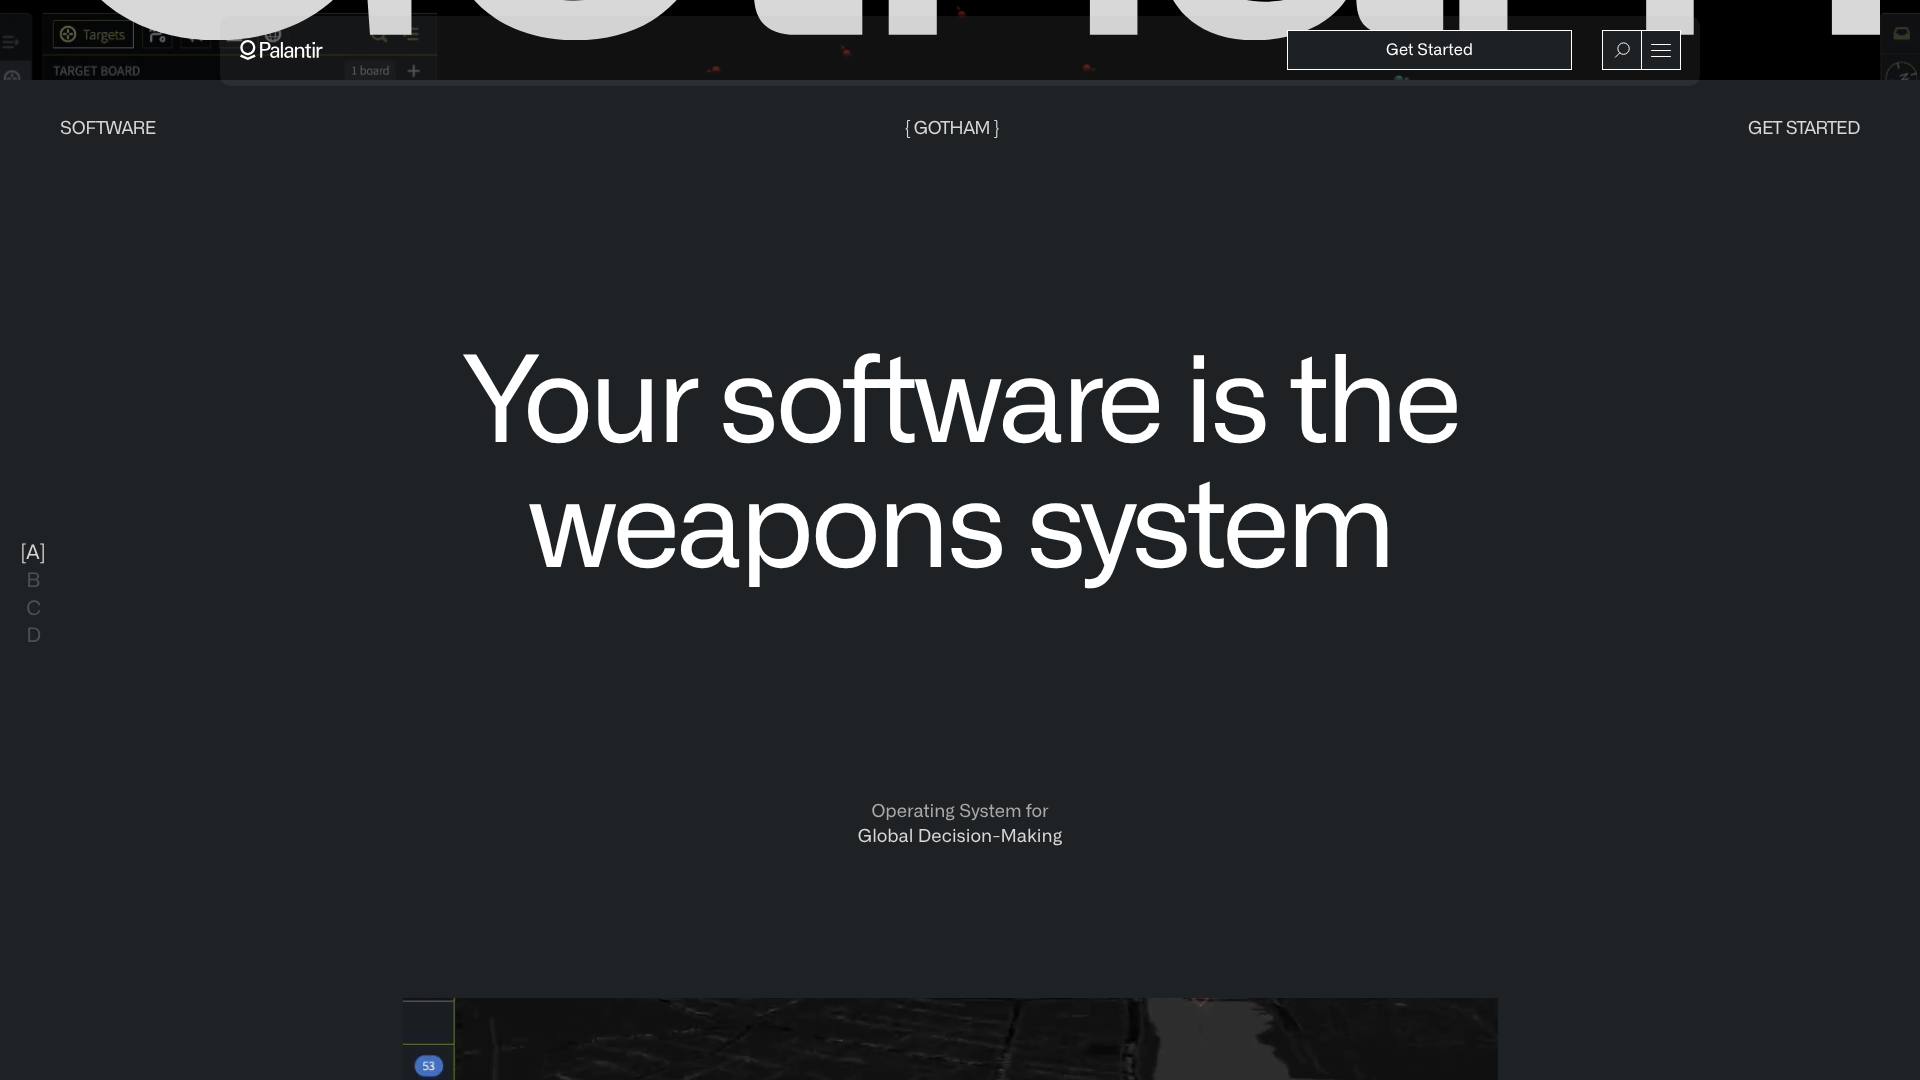 Gotham
Targets
Palantir
Get Started
TARGET BOARD
1 board
SOFTWARE
{ GOTHAM }
GET STARTED
Your software is the
weapons system
[A]
B
C
D
Operating System for
Global Decision-Making
53